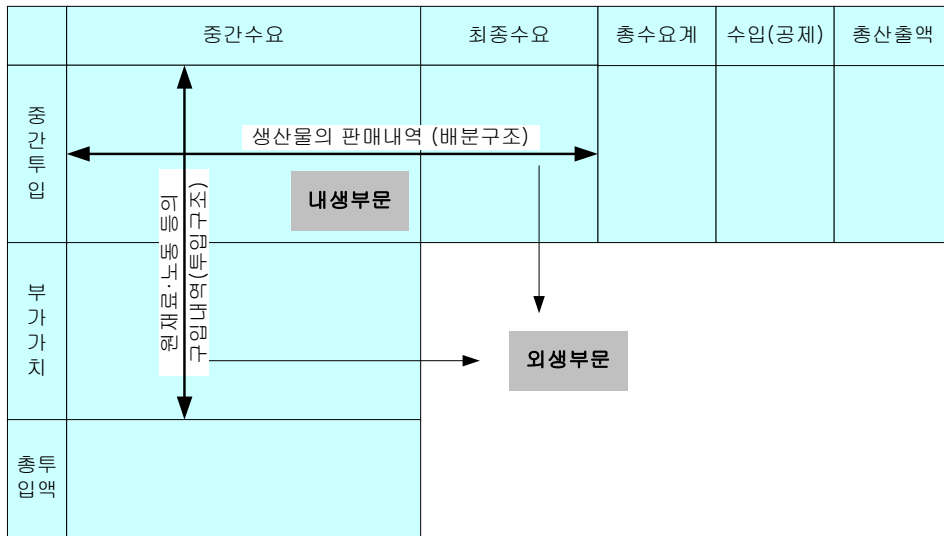 중간수요
최종수요
총수요계
수입(공제)
총산출액
중
간
투
입
생산물의 판매내역 (배분구조)
내생부문
원재료·노동 등의
구입내역(투입구조)
부
가
가
치
외생부문
총투
입액